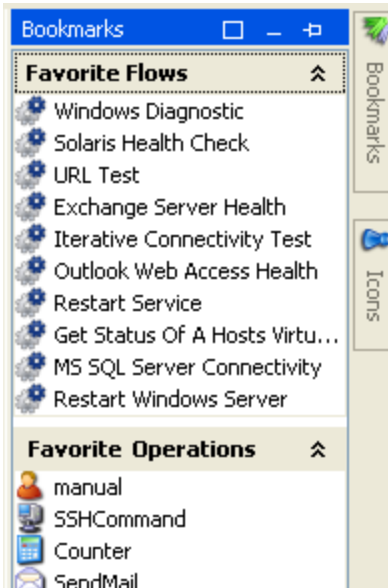 Bookmarks
Favorite Flows
Windows Diagnostic
Solaris Health Check
URL Test
Exchange Server Health
Iterative Connectivity Test
Outlook Web Access Health
Restart Service
Get Status Of A Hosts Virtu...
MS SQL Server Connectivity
Restart Windows Server
Favorite Operations
manual
SSHCommand
Counter
SendMail
Bookmarks
Icons